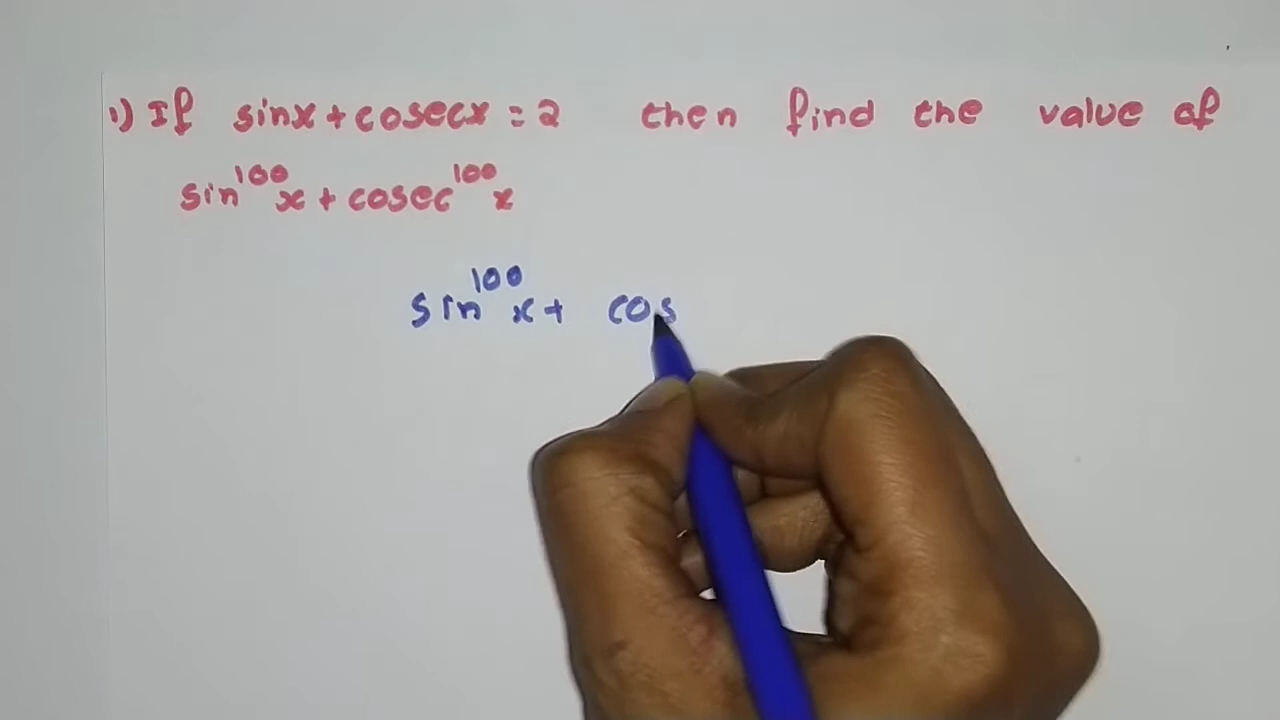 1) If sinx + cosecx = 2 then find the value of
sin¹⁰⁰x + cosec¹⁰⁰x
sin¹⁰⁰x + cos